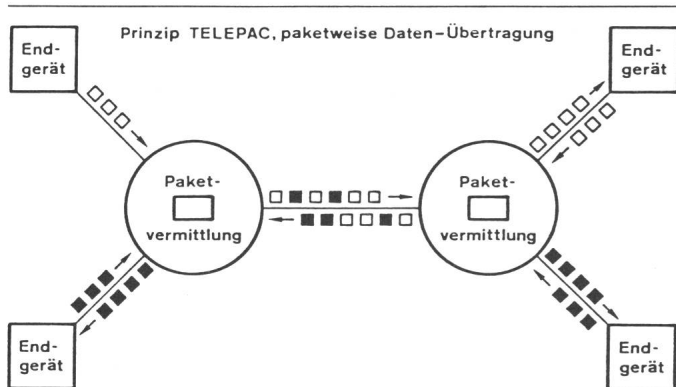 Prinzip TELEPAC, paketweise Daten-Übertragung
End-
gerät
End-
gerät
Paket-
vermittlung
Paket-
vermittlung
End-
gerät
End-
gerät